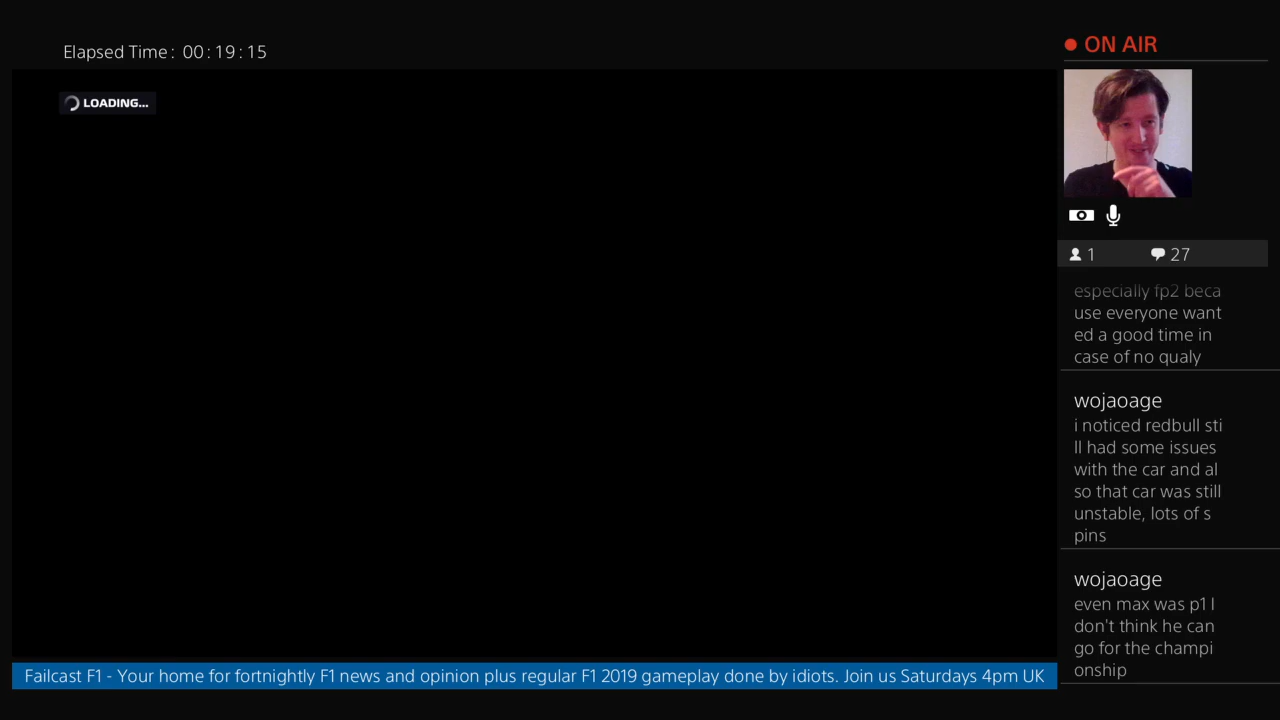 Elapsed Time: 00:19:15
ON AIR
LOADING...
1 27
especially fp2 beca
use everyone want
ed a good time in
case of no qualy
wojaoage
i noticed redbull sti
ll had some issues
with the car and al
so that car was still
unstable, lots of s
pins
wojaoage
even max was p1 I
don't think he can
go for the champi
onship
Failcast F1 - Your home for fortnightly F1 news and opinion plus regular F1 2019 gameplay done by idiots. Join us Saturdays 4pm UK